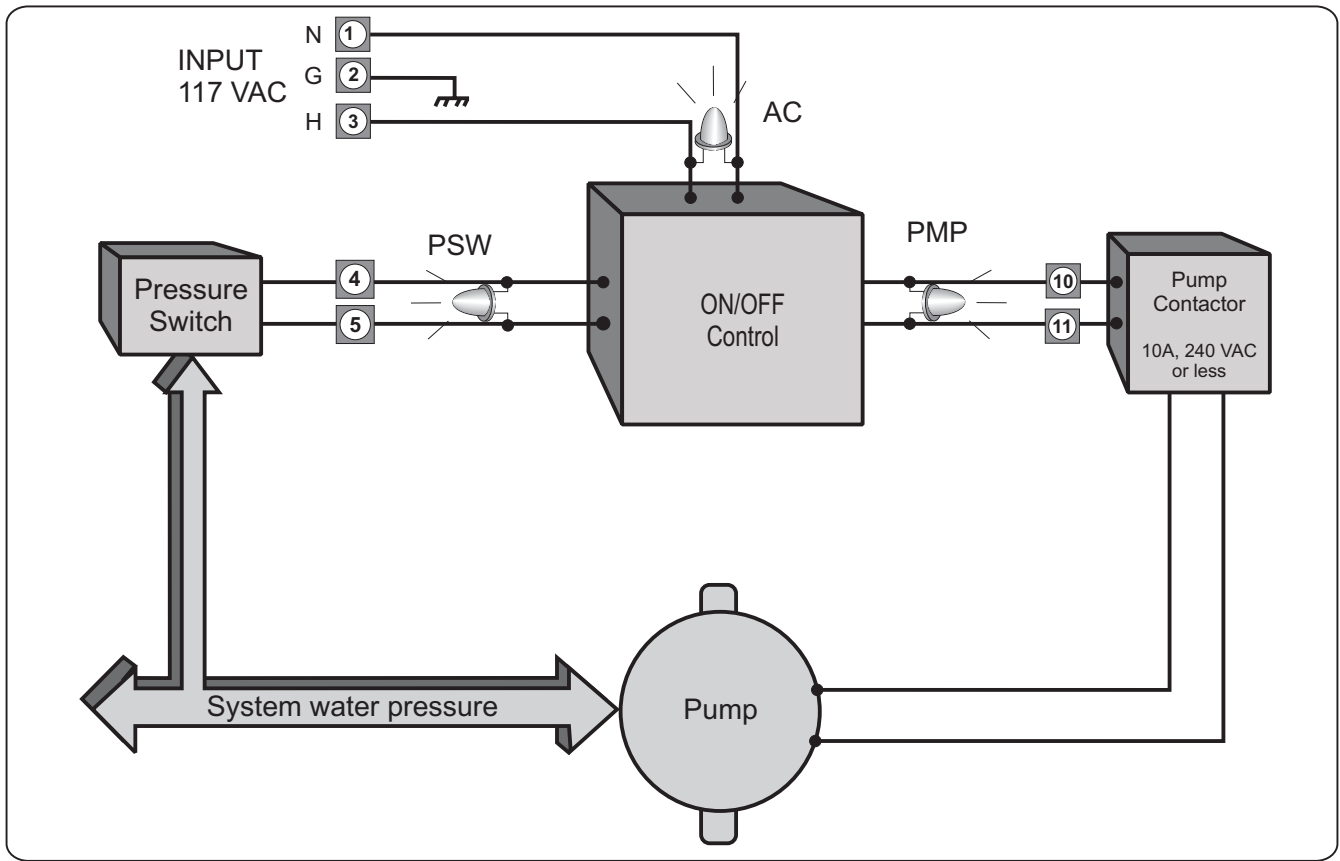 N 1
INPUT
117 VAC
G 2
H 3
AC
PSW
PMP
Pressure
Switch
4
5
ON/OFF
Control
10
11
Pump
Contactor
10A, 240 VAC
or less
System water pressure
Pump